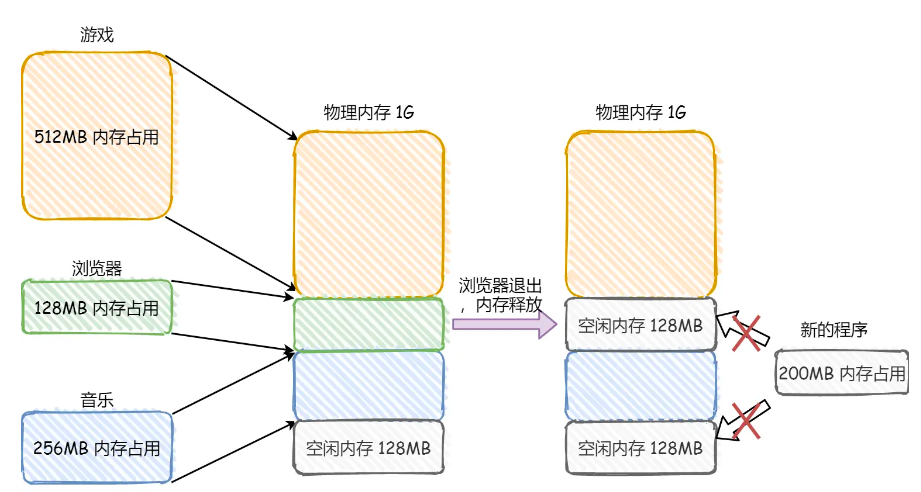 游戏
512MB 内存占用
浏览器
128MB 内存占用
音乐
256MB 内存占用
物理内存 1G
空闲内存 128MB
浏览器退出
，内存释放
物理内存 1G
空闲内存 128MB
空闲内存 128MB
新的程序
200MB 内存占用